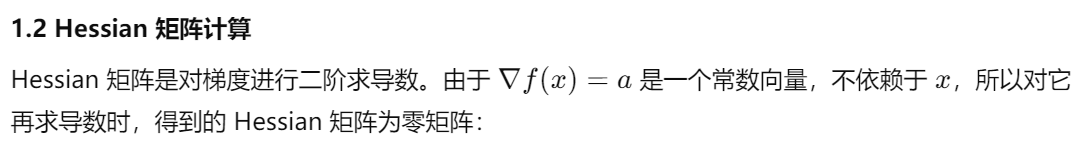 1.2 Hessian 矩阵计算
Hessian 矩阵是对梯度进行二阶求导数。由于 ∇f(x) = a 是一个常数向量，不依赖于 x，所以对它
再求导数时，得到的 Hessian 矩阵为零矩阵：